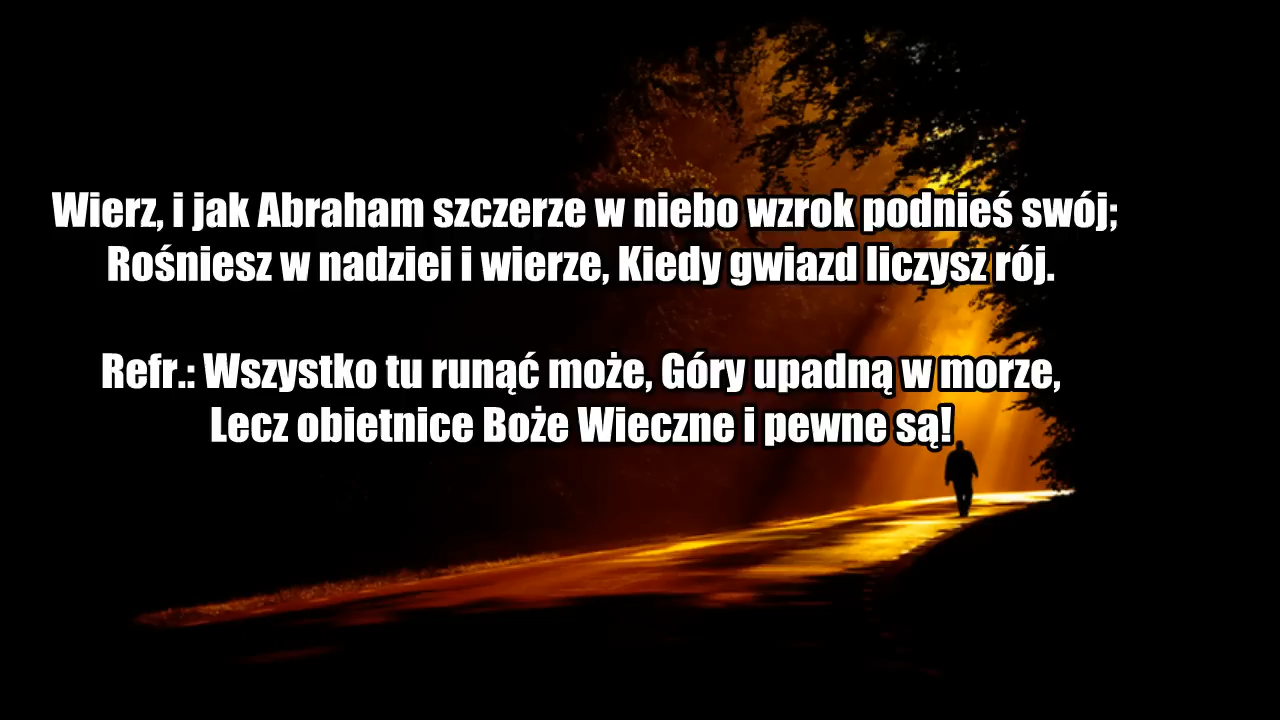 Wierz, i jak Abraham szczerze w niebo wzrok podnieś swój;
Rośniesz w nadziei i wierze, Kiedy gwiazd liczysz rój.
Refr.: Wszystko tu runąć może, Góry upadną w morze,
Lecz obietnice Boże Wieczne i pewne są!